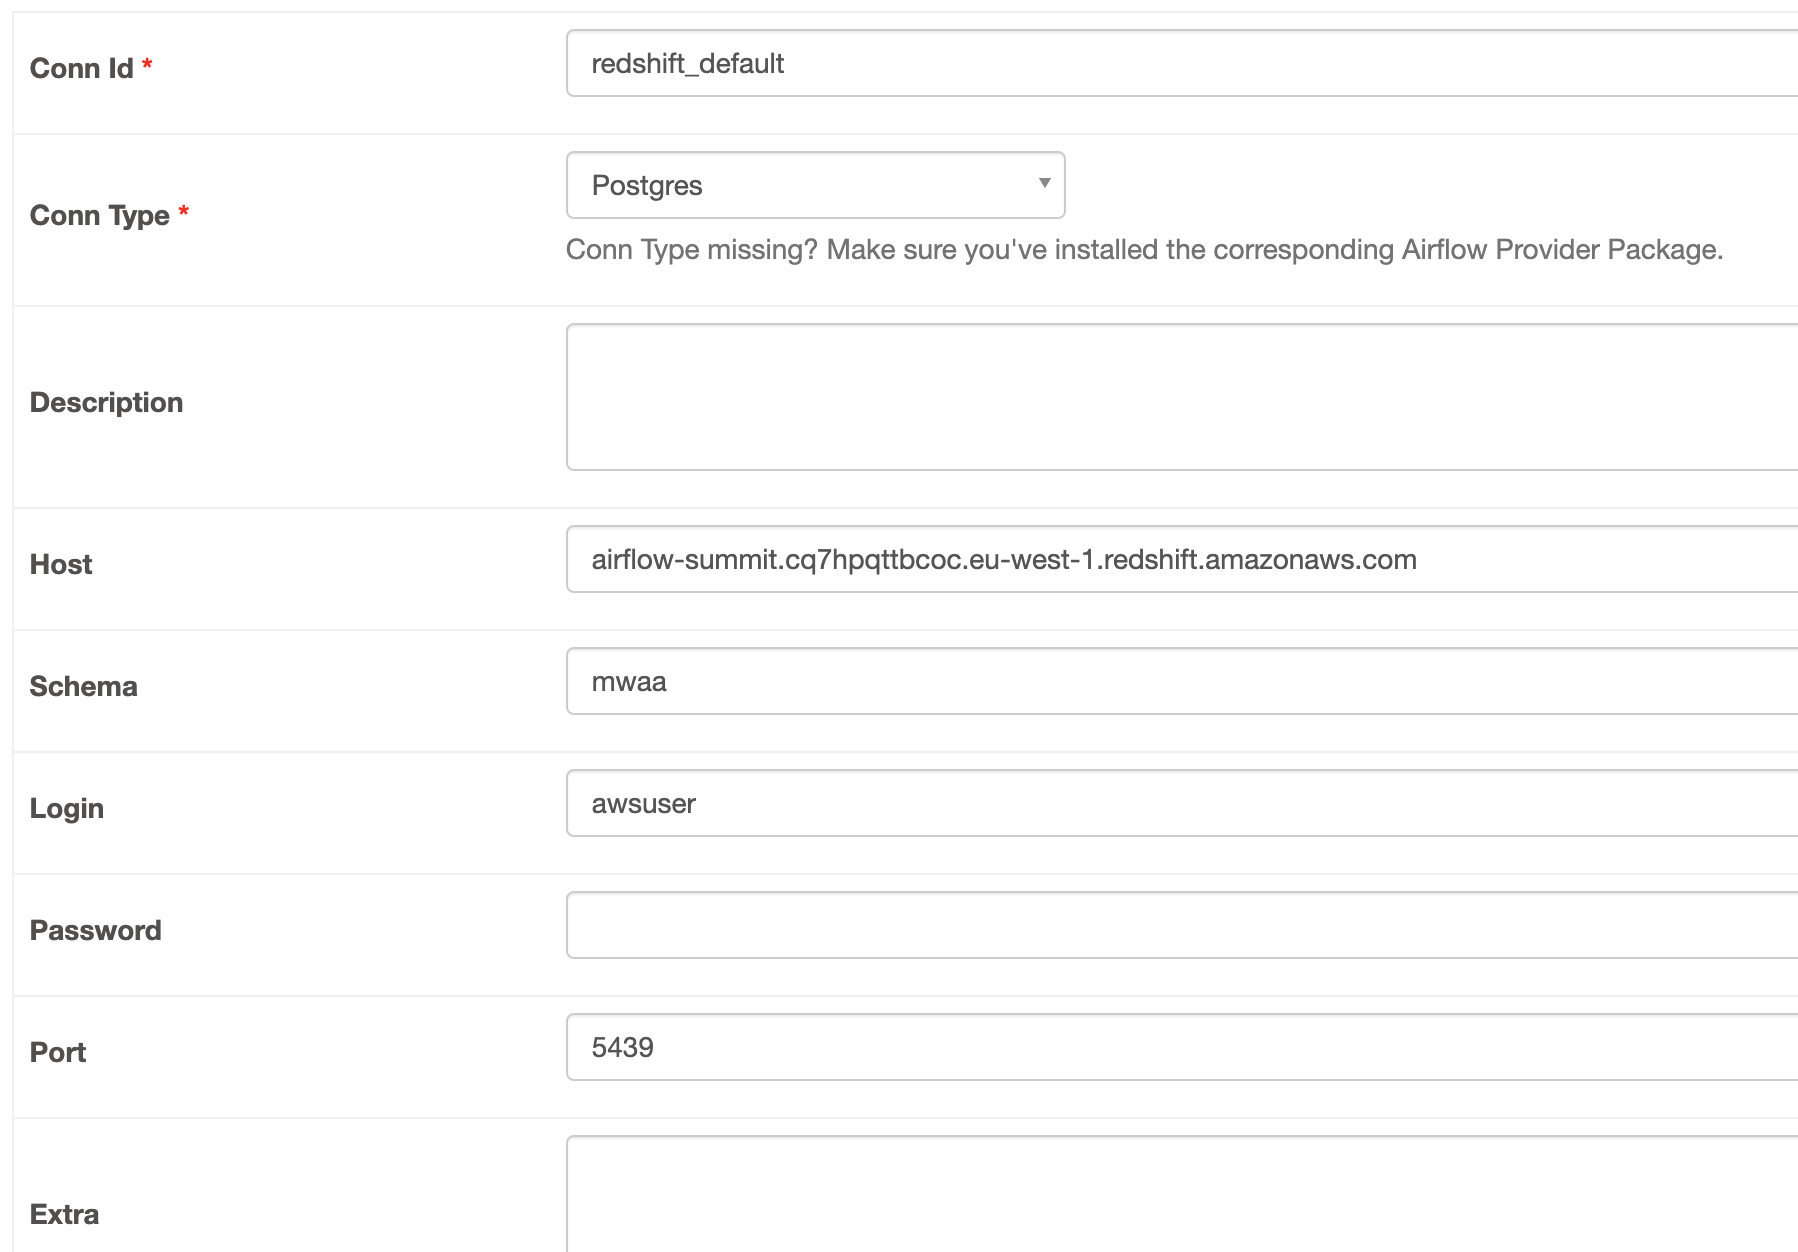 Conn Id *
redshift_default
Conn Type *
Postgres
Conn Type missing? Make sure you've installed the corresponding Airflow Provider Package.
Description
Host
airflow-summit.cq7hpqttbcoc.eu-west-1.redshift.amazonaws.com
Schema
mwaa
Login
awsuser
Password
Port
5439
Extra